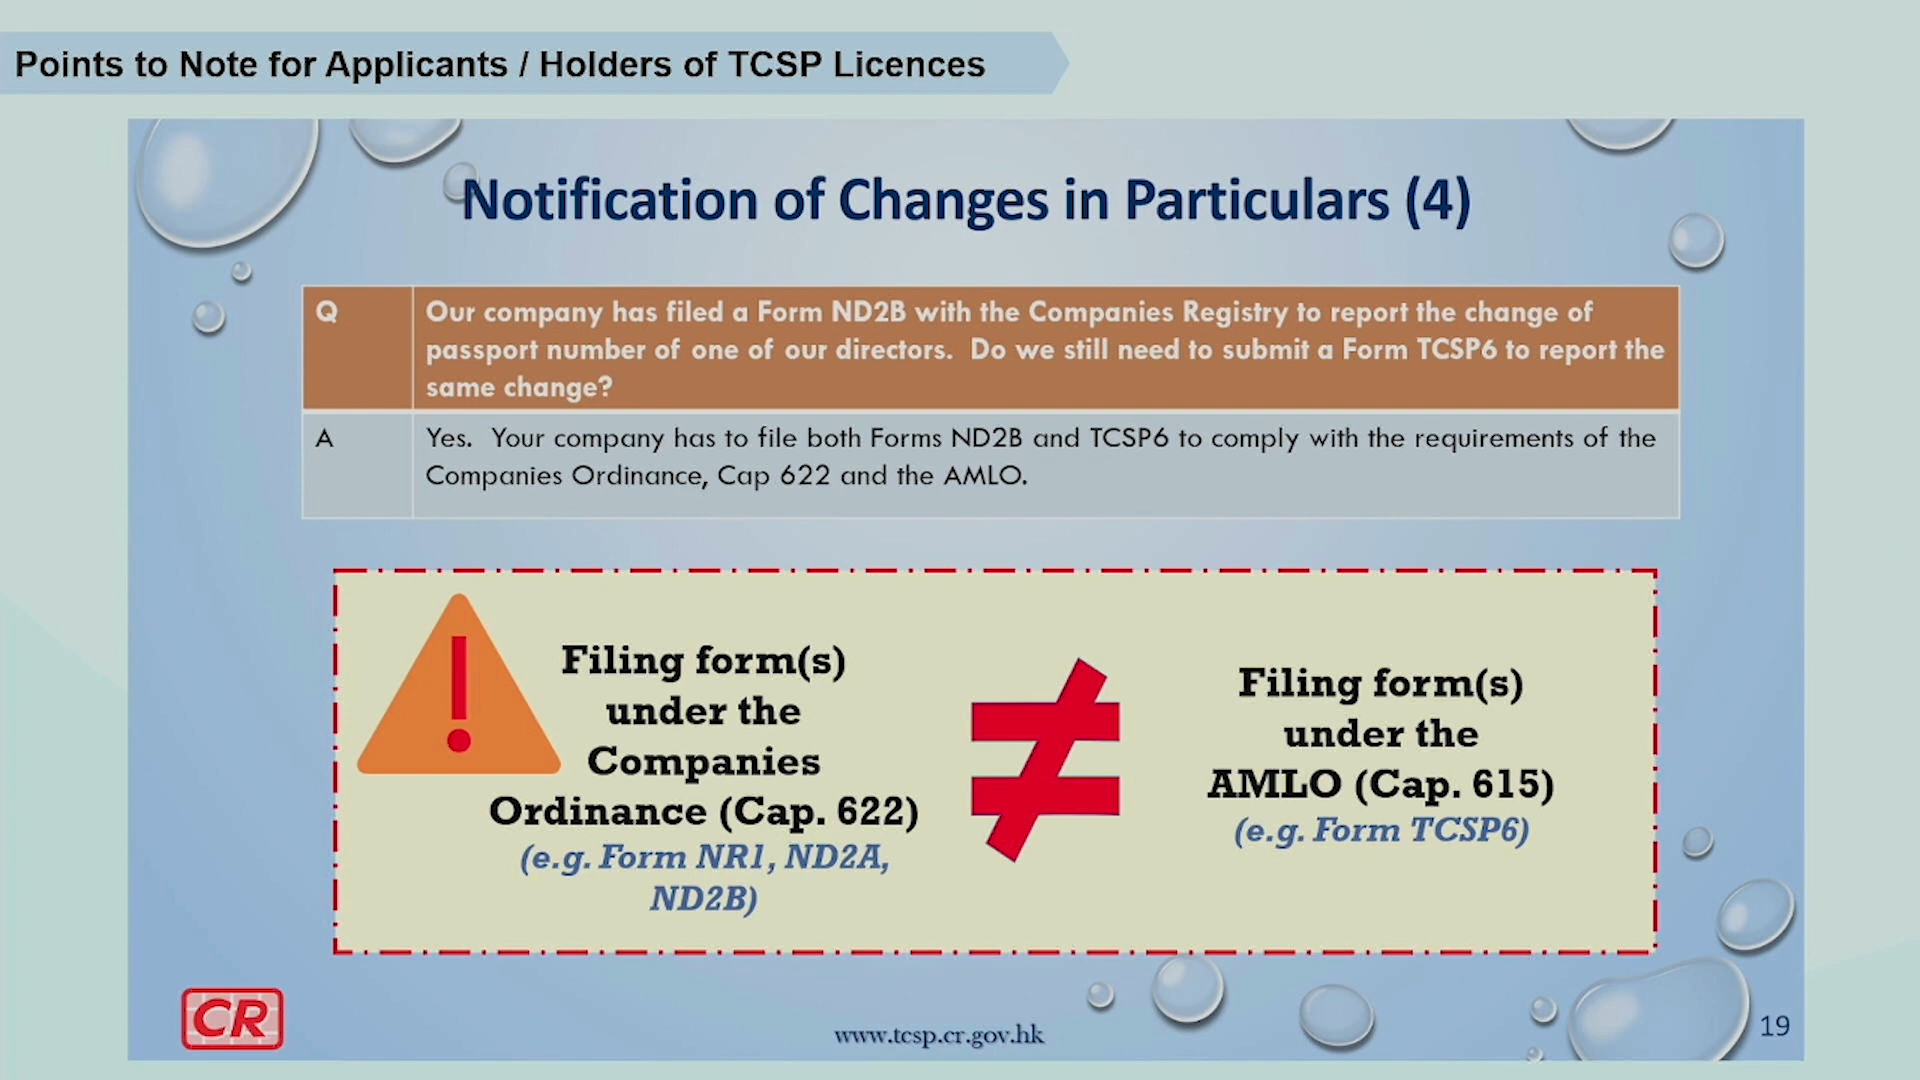 Points to Note for Applicants / Holders of TCSP Licences
Notification of Changes in Particulars (4)
Q
Our company has filed a Form ND2B with the Companies Registry to report the change of
passport number of one of our directors.  Do we still need to submit a Form TCSP6 to report the
same change?
A
Yes.  Your company has to file both Forms ND2B and TCSP6 to comply with the requirements of the
Companies Ordinance, Cap 622 and the AMLO.
Filing form(s)
under the
Companies
Ordinance (Cap. 622)
(e.g. Form NR1, ND2A,
ND2B)
Filing form(s)
under the
AMLO (Cap. 615)
(e.g. Form TCSP6)
CR
www.tcsp.cr.gov.hk
19